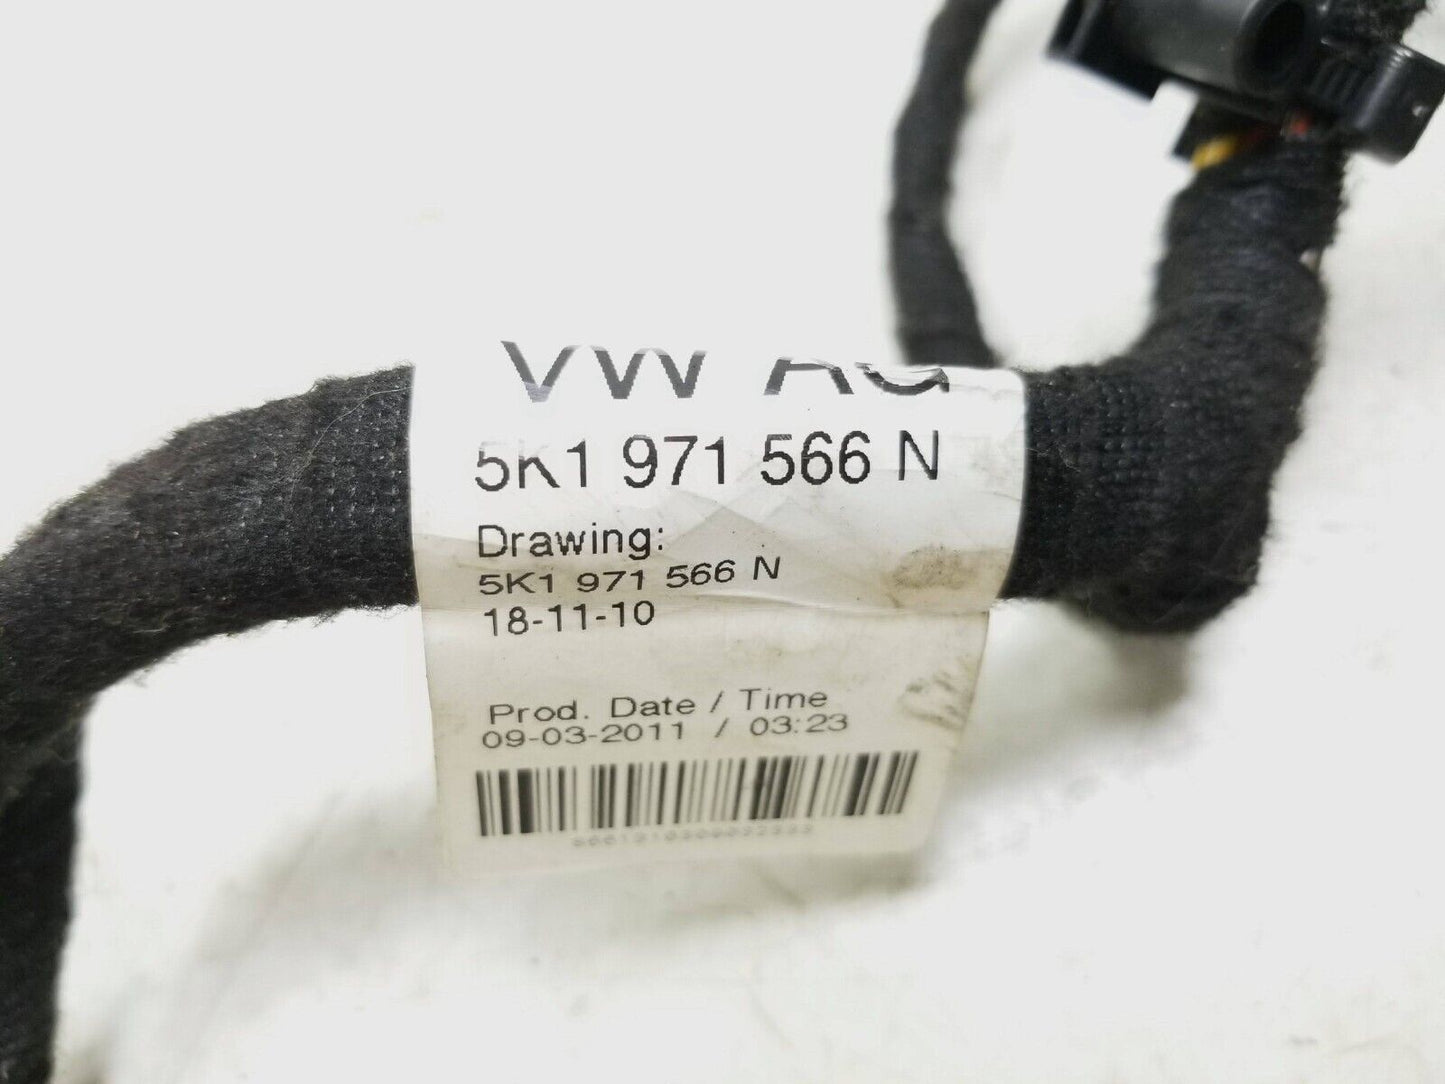 VW AG
5K1 971 566 N
Drawing:
5K1 971 566 N
18-11-10
Prod. Date / Time
09-03-2011 / 03:23